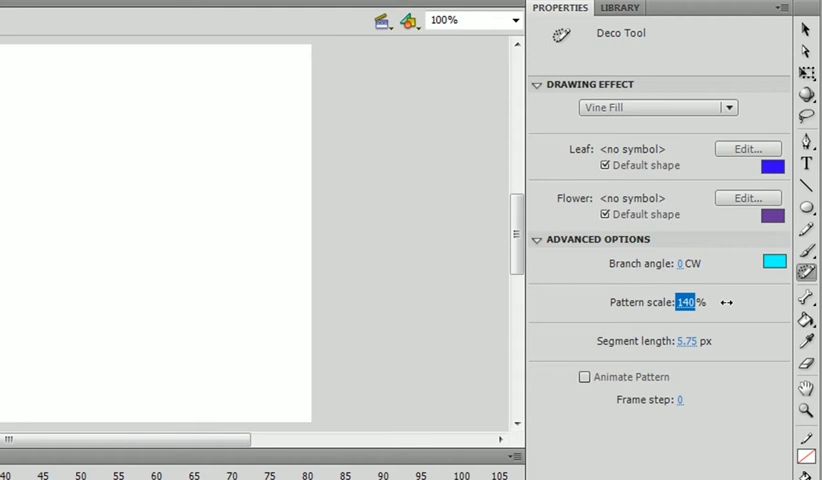 PROPERTIES LIBRARY
100%
Deco Tool
DRAWING EFFECT
Vine Fill
Leaf: <no symbol> Edit...
Default shape
Flower: <no symbol> Edit...
Default shape
ADVANCED OPTIONS
Branch angle: 0 CW
Pattern scale: 140 %
Segment length: 5.75 px
Animate Pattern
Frame step: 0
T
40 45 50 55 60 65 70 75 80 85 90 95 100 105